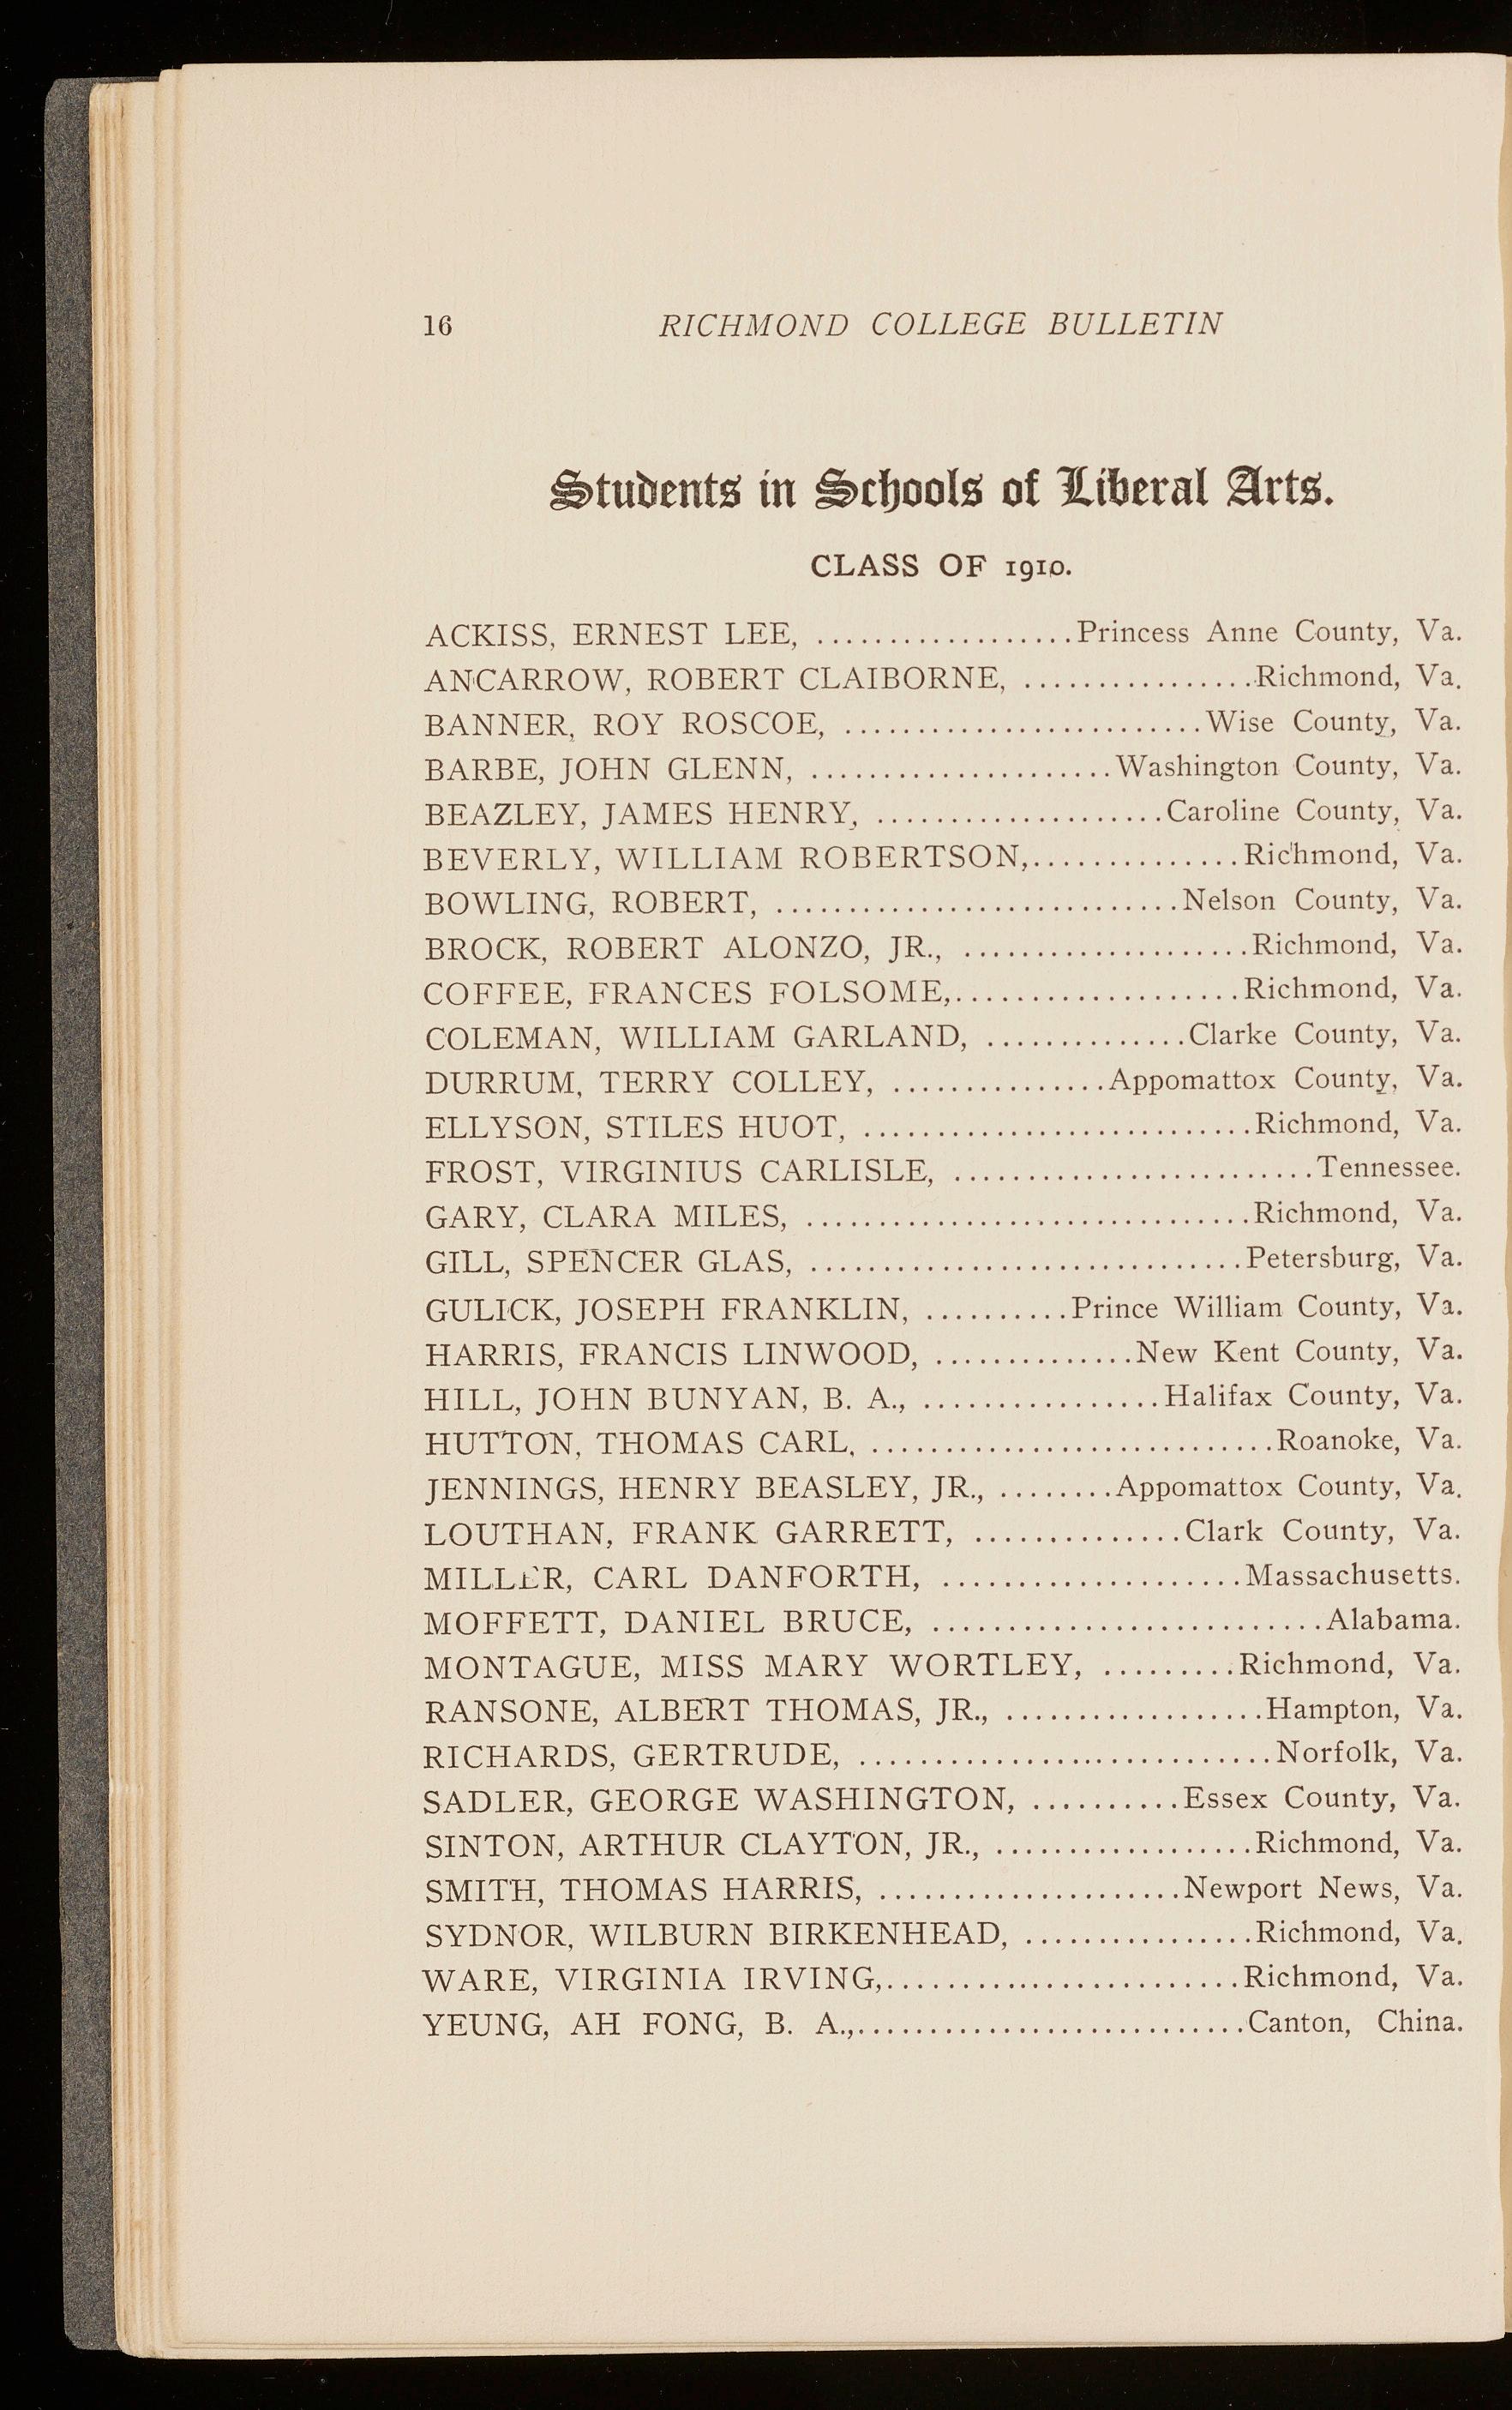 16 RICHMOND COLLEGE BULLETIN
Students in Schools of Liberal Arts.
CLASS OF 1910.
ACKISS, ERNEST LEE, ..................Princess Anne County, Va.
ANCARROW, ROBERT CLAIBORNE, ................Richmond, Va.
BANNER, ROY ROSCOE, .........................Wise County, Va.
BARBE, JOHN GLENN, .....................Washington County, Va.
BEAZLEY, JAMES HENRY, ....................Caroline County, Va.
BEVERLY, WILLIAM ROBERTSON,..............Richmond, Va.
BOWLING, ROBERT, ............................Nelson County, Va.
BROCK, ROBERT ALONZO, JR., ....................Richmond, Va.
COFFEE, FRANCES FOLSOME,....................Richmond, Va.
COLEMAN, WILLIAM GARLAND, ..............Clarke County, Va.
DURRUM, TERRY COLLEY, ...............Appomattox County, Va.
ELLYSON, STILES HUOT, ...........................Richmond, Va.
FROST, VIRGINIUS CARLISLE, .........................Tennessee.
GARY, CLARA MILES, ...............................Richmond, Va.
GILL, SPENCER GLAS, ..............................Petersburg, Va.
GULICK, JOSEPH FRANKLIN, ..........Prince William County, Va.
HARRIS, FRANCIS LINWOOD, ..............New Kent County, Va.
HILL, JOHN BUNYAN, B. A., .................Halifax County, Va.
HUTTON, THOMAS CARL, ............................Roanoke, Va.
JENNINGS, HENRY BEASLEY, JR., ........Appomattox County, Va.
LOUTHAN, FRANK GARRETT, ..............Clark County, Va.
MILLER, CARL DANFORTH, .....................Massachusetts.
MOFFETT, DANIEL BRUCE, ...........................Alabama.
MONTAGUE, MISS MARY WORTLEY, .........Richmond, Va.
RANSONE, ALBERT THOMAS, JR., ..................Hampton, Va.
RICHARDS, GERTRUDE, .............................Norfolk, Va.
SADLER, GEORGE WASHINGTON, ..........Essex County, Va.
SINTON, ARTHUR CLAYTON, JR., ..................Richmond, Va.
SMITH, THOMAS HARRIS, .....................Newport News, Va.
SYDNOR, WILBURN BIRKENHEAD, ................Richmond, Va.
WARE, VIRGINIA IRVING,.........................Richmond, Va.
YEUNG, AH FONG, B. A.,...........................Canton, China.